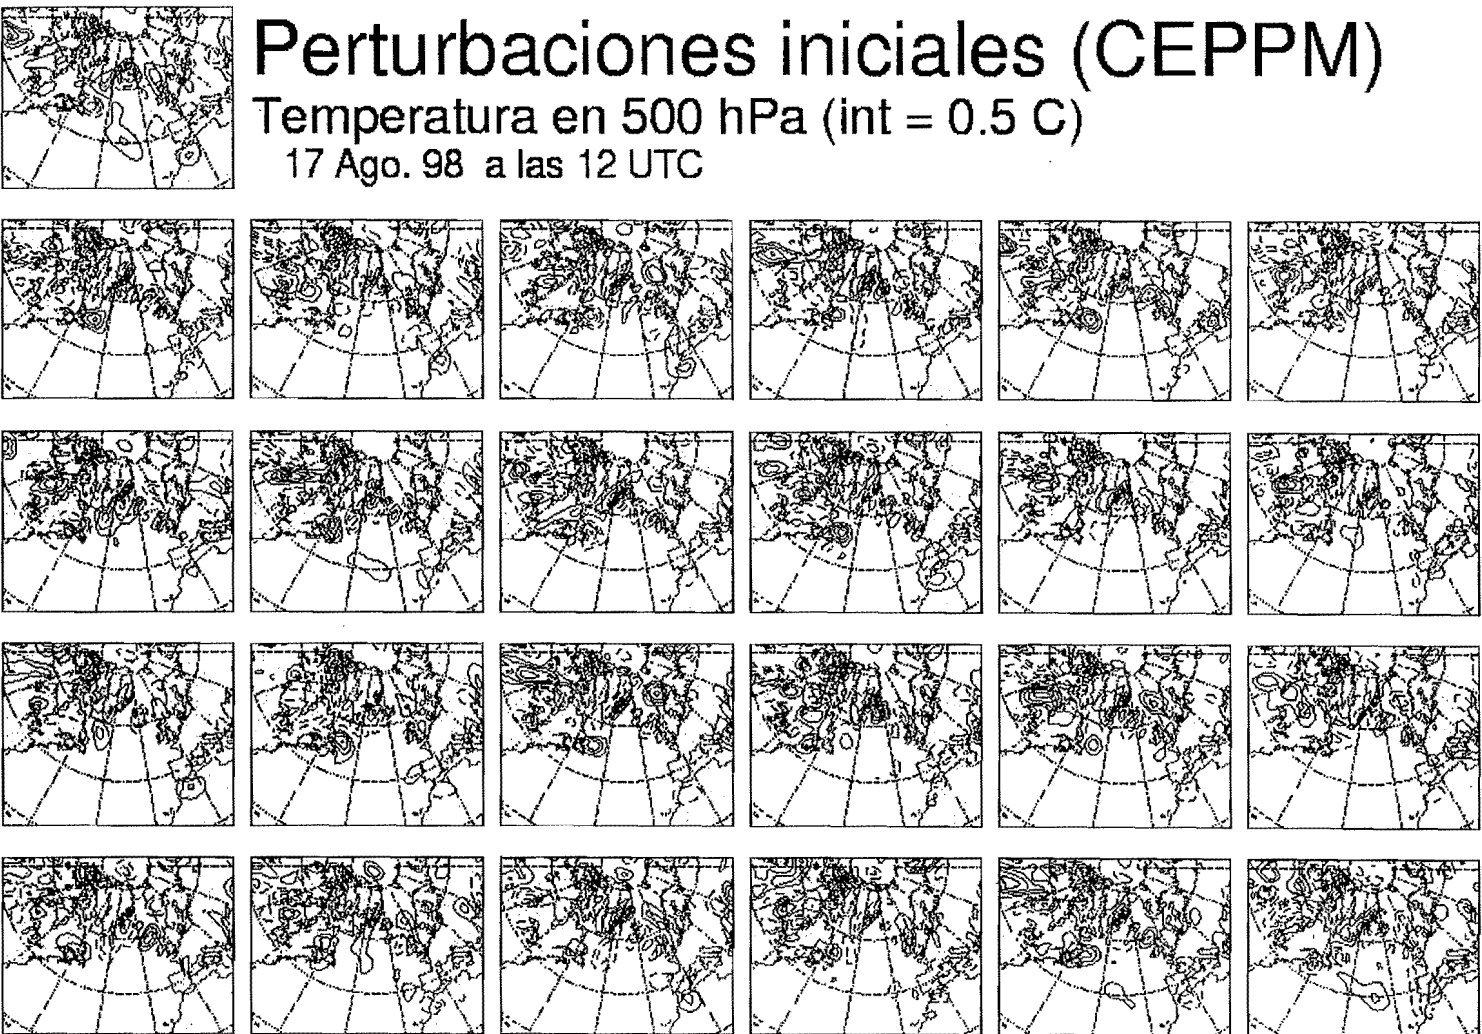 Perturbaciones iniciales (CEPPM)
Temperatura en 500 hPa (int = 0.5 C)
17 Ago. 98 a las 12 UTC